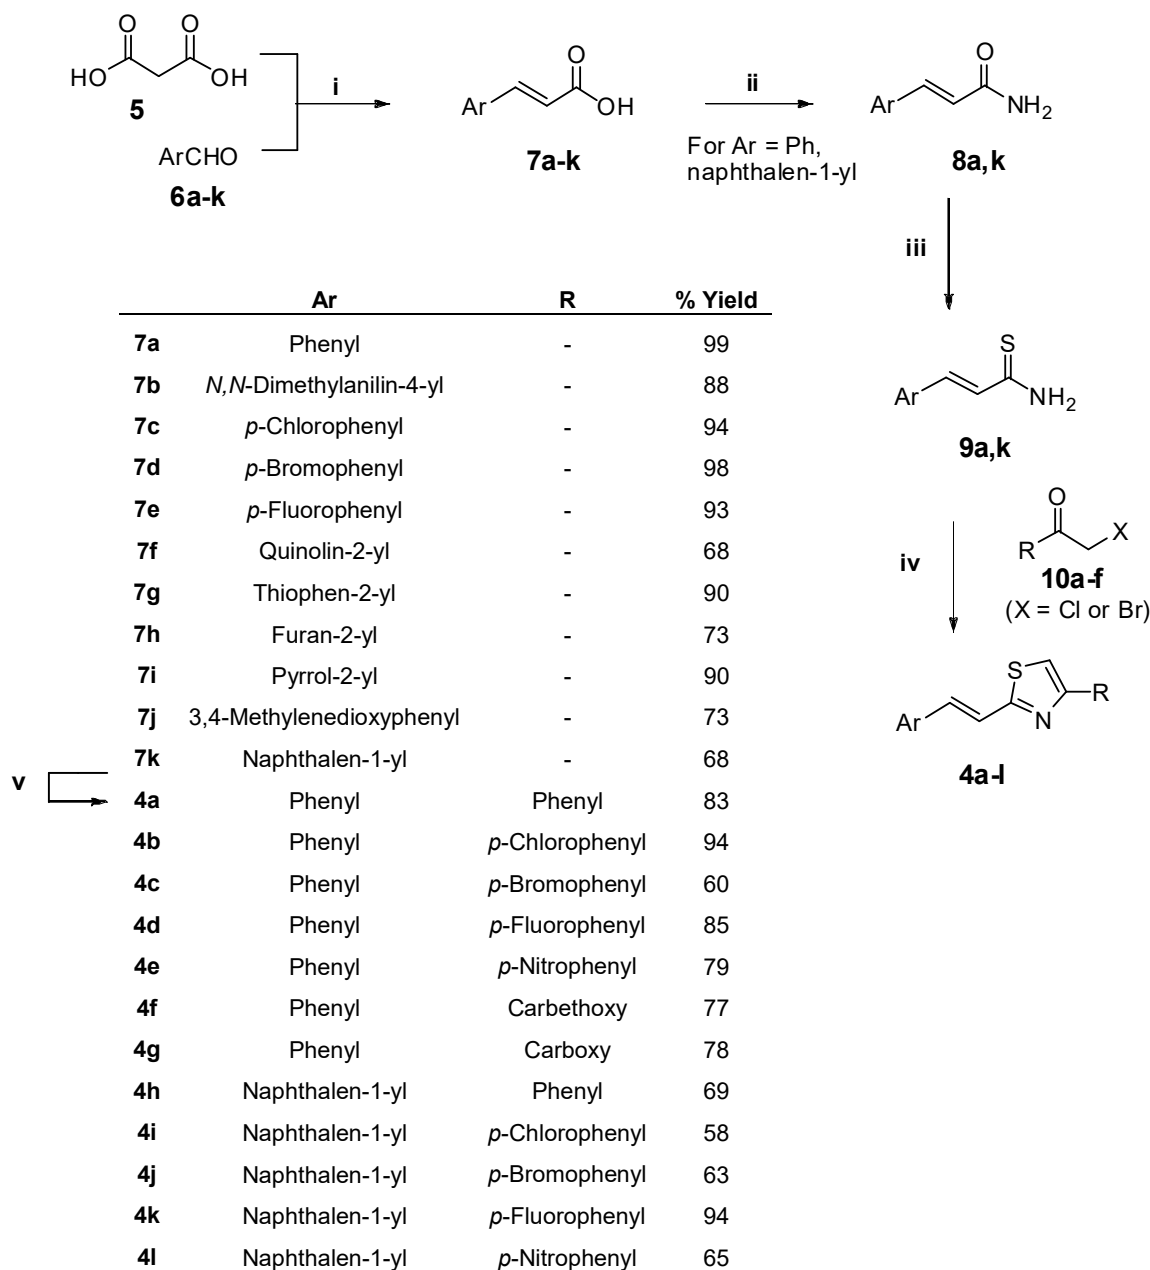 O O
HO OH
5
ArCHO
6a-k
i
O
Ar OH
7a-k
ii
For Ar = Ph,
naphthalen-1-yl
O
Ar NH2
8a,k
iii
S
Ar NH2
9a,k
iv
O
R X
10a-f
(X = Cl or Br)
S
Ar N R
4a-l
Ar R % Yield
7a Phenyl - 99
7b N,N-Dimethylanilin-4-yl - 88
7c p-Chlorophenyl - 94
7d p-Bromophenyl - 98
7e p-Fluorophenyl - 93
7f Quinolin-2-yl - 68
7g Thiophen-2-yl - 90
7h Furan-2-yl - 73
7i Pyrrol-2-yl - 90
7j 3,4-Methylenedioxyphenyl - 73
7k Naphthalen-1-yl - 68
v
4a Phenyl Phenyl 83
4b Phenyl p-Chlorophenyl 94
4c Phenyl p-Bromophenyl 60
4d Phenyl p-Fluorophenyl 85
4e Phenyl p-Nitrophenyl 79
4f Phenyl Carbethoxy 77
4g Phenyl Carboxy 78
4h Naphthalen-1-yl Phenyl 69
4i Naphthalen-1-yl p-Chlorophenyl 58
4j Naphthalen-1-yl p-Bromophenyl 63
4k Naphthalen-1-yl p-Fluorophenyl 94
4l Naphthalen-1-yl p-Nitrophenyl 65